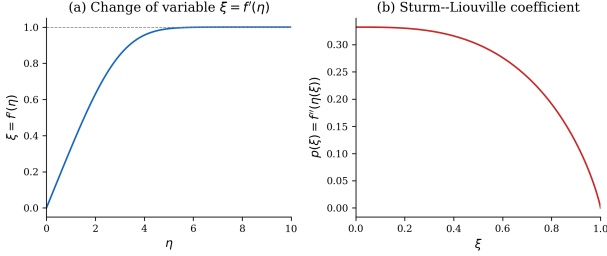 (a) Change of variable ξ = f′(η)
1.0
0.8
0.6
0.4
0.2
0.0
ξ = f′(η)
0 2 4 6 8 10
η
(b) Sturm--Liouville coefficient
0.30
0.25
0.20
0.15
0.10
0.05
0.00
p(ξ) = f″(η(ξ))
0.0 0.2 0.4 0.6 0.8 1.0
ξ